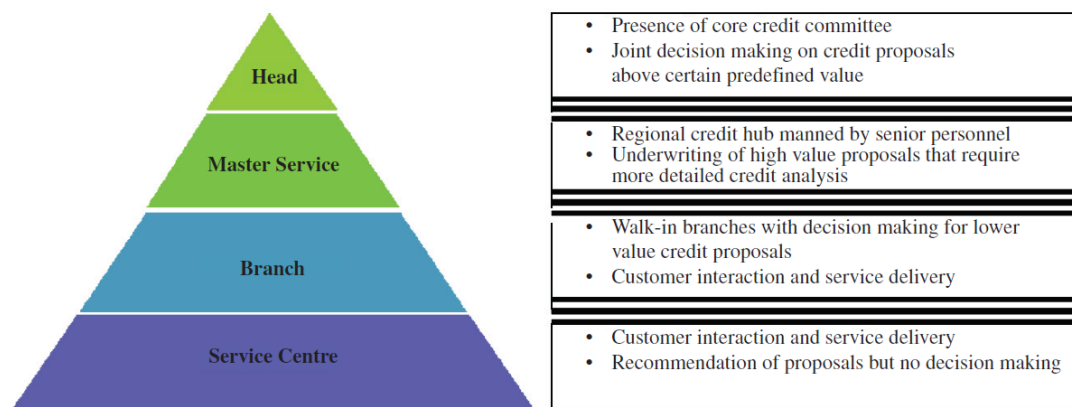 Head
• Presence of core credit committee
• Joint decision making on credit proposals
above certain predefined value
Master Service
• Regional credit hub manned by senior personnel
• Underwriting of high value proposals that require
more detailed credit analysis
Branch
• Walk-in branches with decision making for lower
value credit proposals
• Customer interaction and service delivery
Service Centre
• Customer interaction and service delivery
• Recommendation of proposals but no decision making